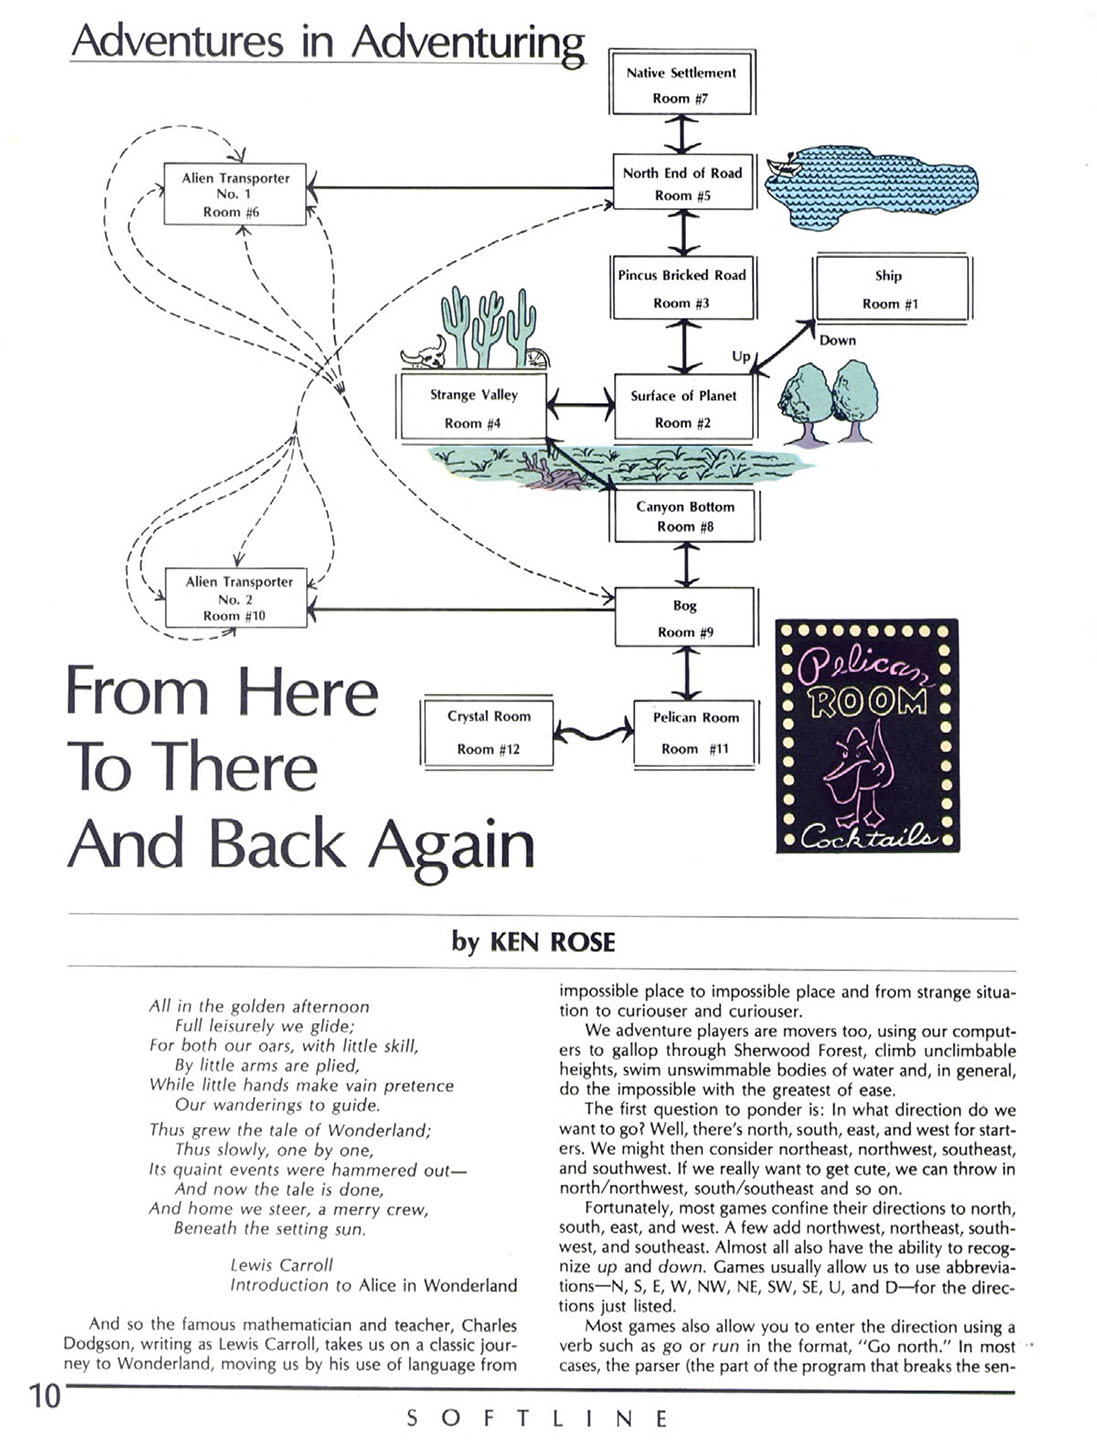 Adventures in Adventuring
Native Settlement
Room #7
Alien Transporter
No. 1
Room #6
North End of Road
Room #5
Pincus Bricked Road
Room #3
Ship
Room #1
Up
Down
Strange Valley
Room #4
Surface of Planet
Room #2
Canyon Bottom
Room #8
Alien Transporter
No. 2
Room #10
Bog
Room #9
Crystal Room
Room #12
Pelican Room
Room #11
Pelican
ROOM
Cocktails
From Here
To There
And Back Again
by KEN ROSE
All in the golden afternoon
Full leisurely we glide;
For both our oars, with little skill,
By little arms are plied,
While little hands make vain pretence
Our wanderings to guide.
Thus grew the tale of Wonderland;
Thus slowly, one by one,
Its quaint events were hammered out—
And now the tale is done,
And home we steer, a merry crew,
Beneath the setting sun.
Lewis Carroll
Introduction to Alice in Wonderland
And so the famous mathematician and teacher, Charles
Dodgson, writing as Lewis Carroll, takes us on a classic jour-
ney to Wonderland, moving us by his use of language from
impossible place to impossible place and from strange situa-
tion to curiouser and curiouser.
We adventure players are movers too, using our comput-
ers to gallop through Sherwood Forest, climb unclimbable
heights, swim unswimmable bodies of water and, in general,
do the impossible with the greatest of ease.
The first question to ponder is: In what direction do we
want to go? Well, there's north, south, east, and west for start-
ers. We might then consider northeast, northwest, southeast,
and southwest. If we really want to get cute, we can throw in
north/northwest, south/southeast and so on.
Fortunately, most games confine their directions to north,
south, east, and west. A few add northwest, northeast, south-
west, and southeast. Almost all also have the ability to recog-
nize up and down. Games usually allow us to use abbrevia-
tions—N, S, E, W, NW, NE, SW, SE, U, and D—for the direc-
tions just listed.
Most games also allow you to enter the direction using a
verb such as go or run in the format, "Go north." In most
cases, the parser (the part of the program that breaks the sen-
10
SOFTLINE